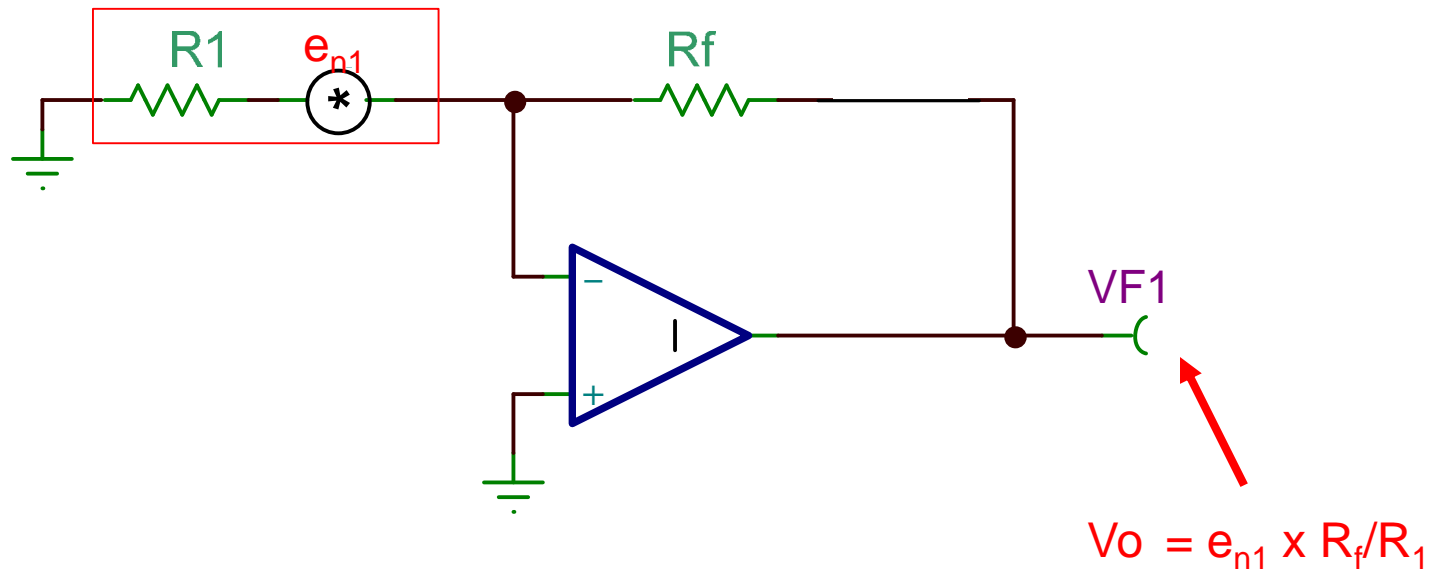 R1 en1 Rf
*
−
VF1
+
Vo = en1 x Rf/R1